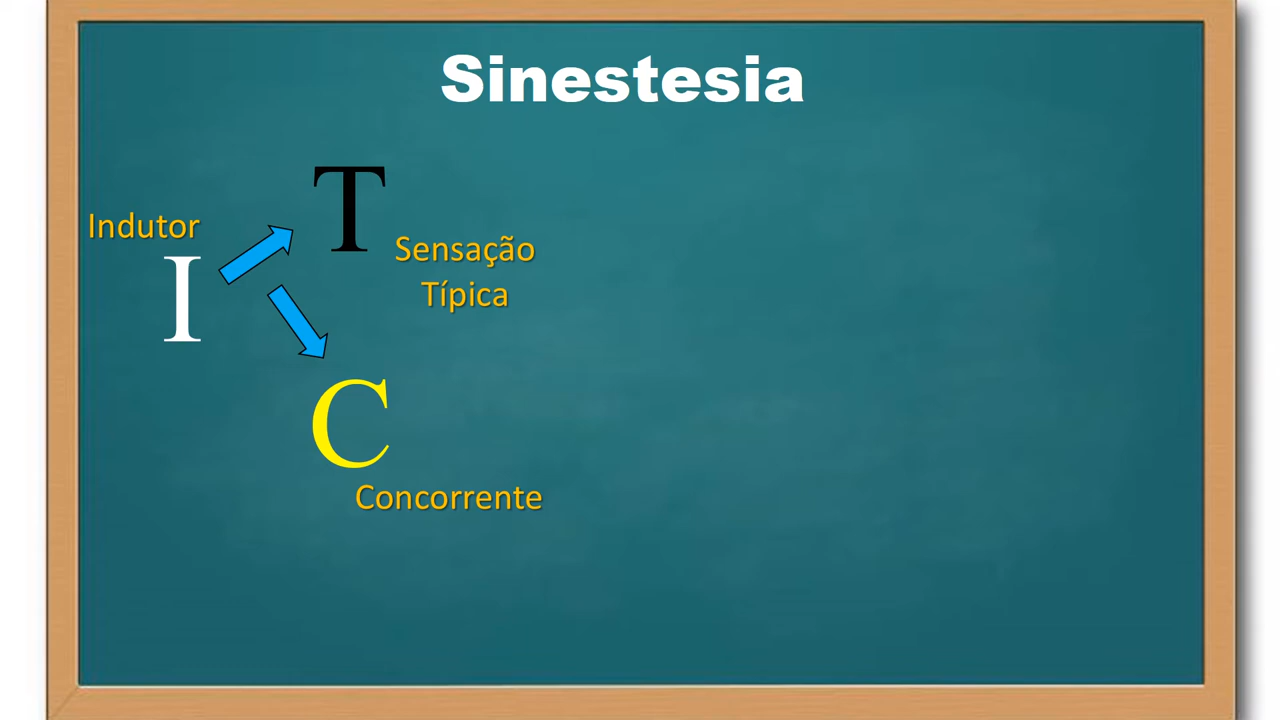 Sinestesia
T
Indutor
Sensação
Típica
I
C
Concorrente